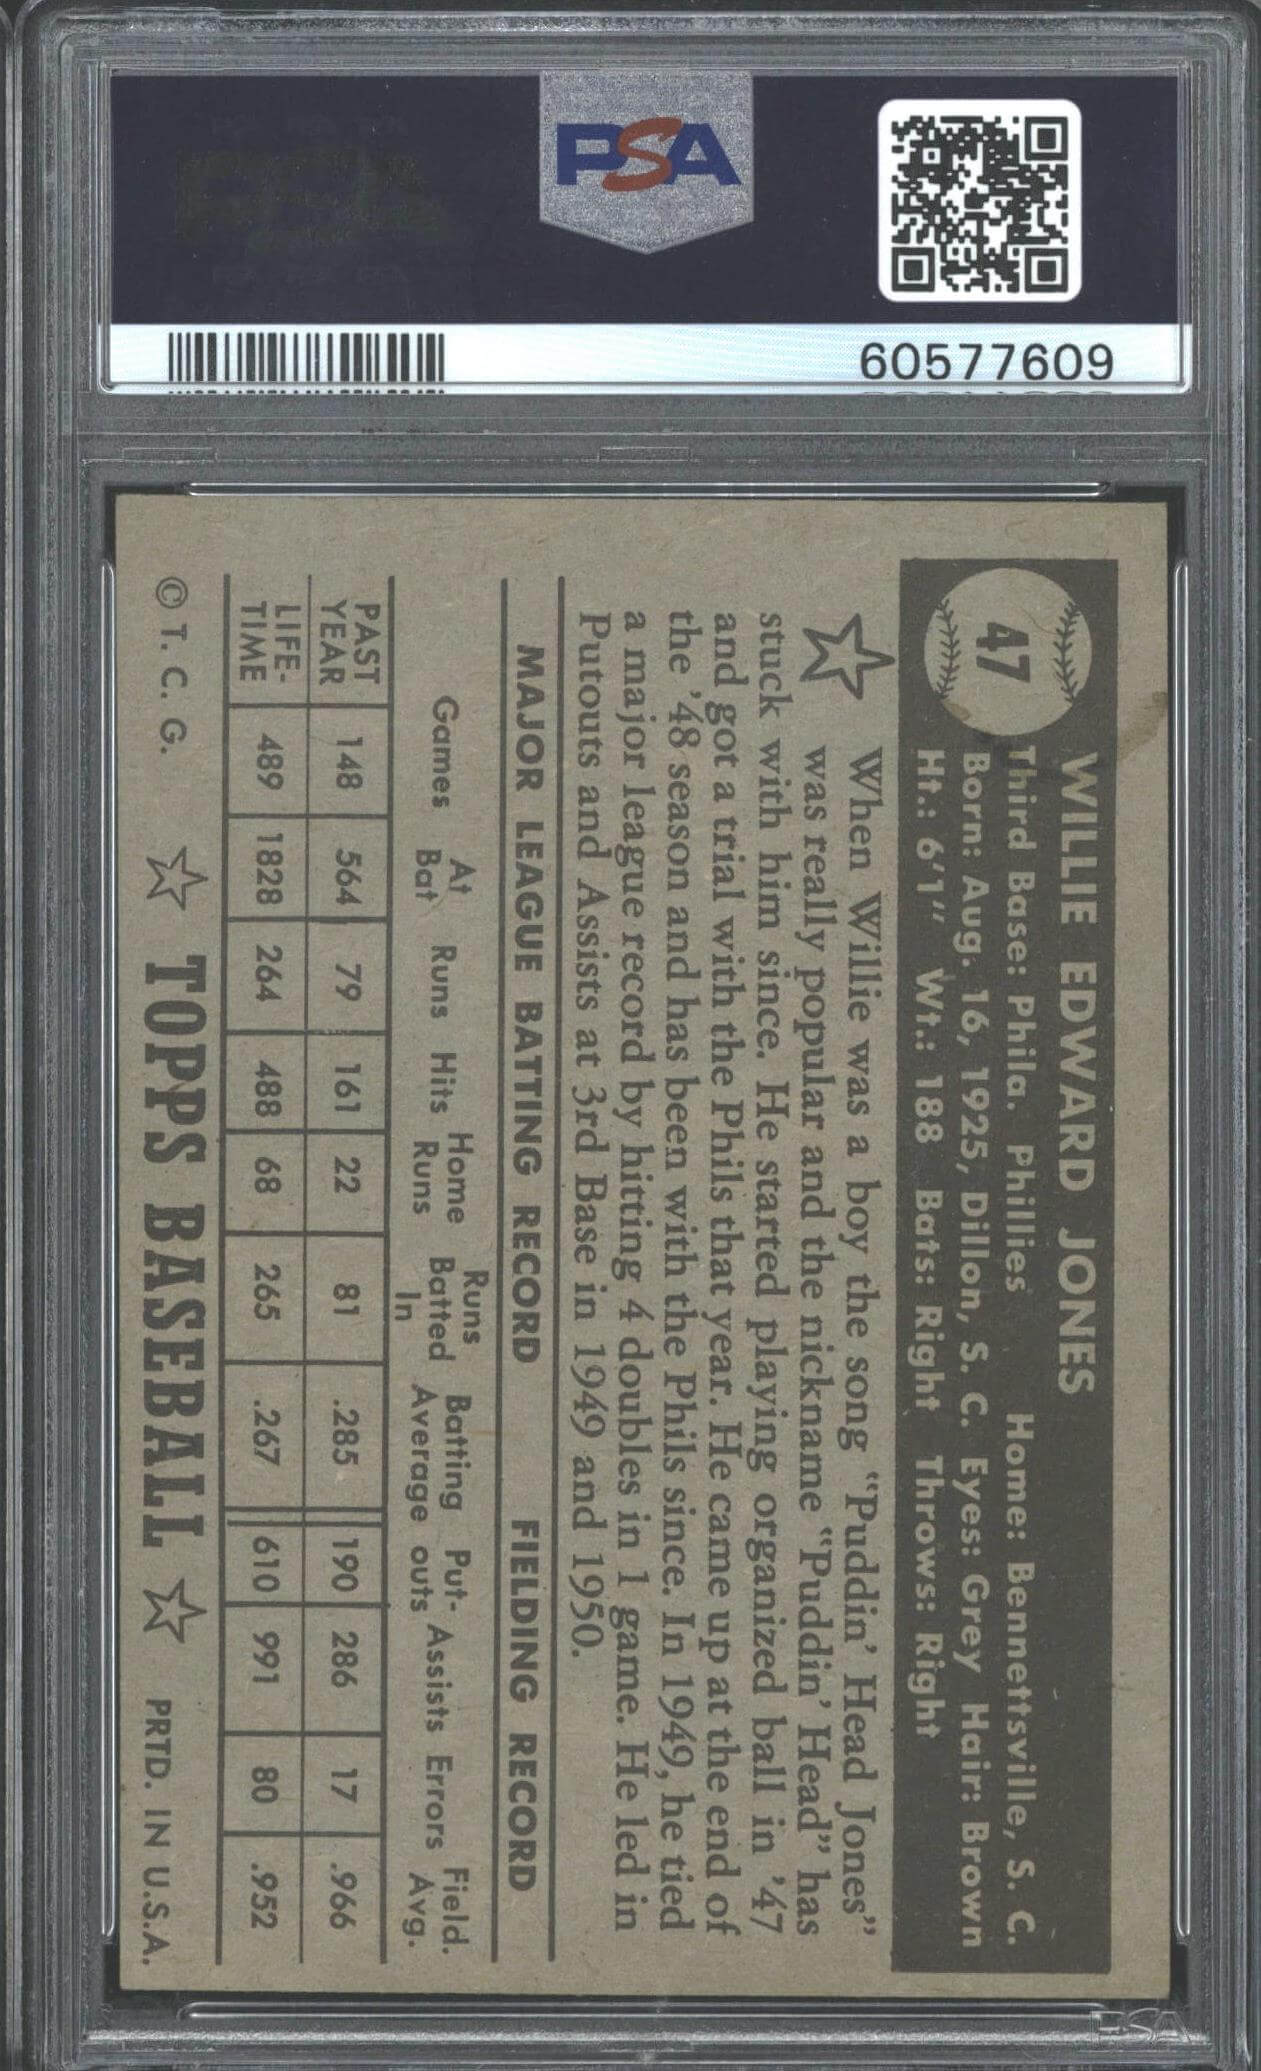 PSA
60577609
47
WILLIE EDWARD JONES
Third Base: Phila. Phillies Home: Bennettsville, S. C.
Born: Aug. 16, 1925, Dillon, S. C. Eyes: Grey Hair: Brown
Ht.: 6'1" Wt.: 188 Bats: Right Throws: Right
When Willie was a boy the song "Puddin' Head Jones"
was really popular and the nickname "Puddin' Head" has
stuck with him since. He started playing organized ball in '47
and got a trial with the Phils that year. He came up at the end of
the '48 season and has been with the Phils since. In 1949, he tied
a major league record by hitting 4 doubles in 1 game. He led in
Putouts and Assists at 3rd Base in 1949 and 1950.
MAJOR LEAGUE BATTING RECORD FIELDING RECORD
Games At Bat Runs Hits Home Runs Runs Batted In Batting Average Put-outs Assists Errors Field. Avg.
PAST YEAR 148 564 79 161 22 81 .285 190 286 17 .966
LIFE-TIME 489 1828 264 488 68 265 .267 610 991 80 .952
© T. C. G. ☆ TOPPS BASEBALL ☆ PRTD. IN U.S.A.
PSA